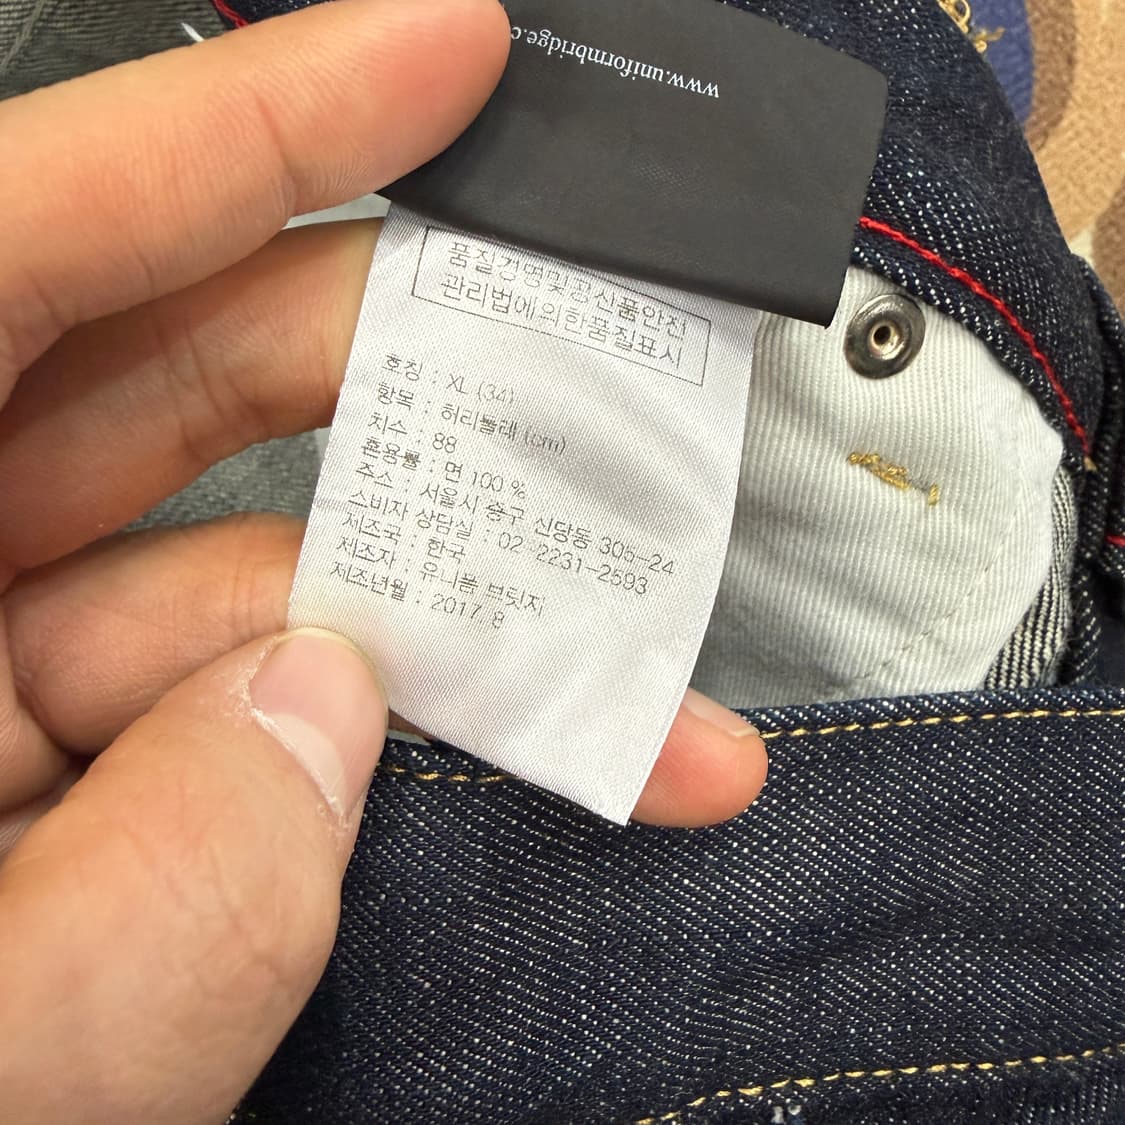 www.uniformbridge.c
품질경영및공산품안전
관리법에의한품질표시
호칭 : XL (34)
항목 : 허리둘레 (cm)
치수 : 88
혼용률 : 면 100 %
주소 : 서울시 중구 신당동 305-24
소비자 상담실 : 02-2231-2593
제조국 : 한국
제조자 : 유니폼 브릿지
제조년월 : 2017. 8